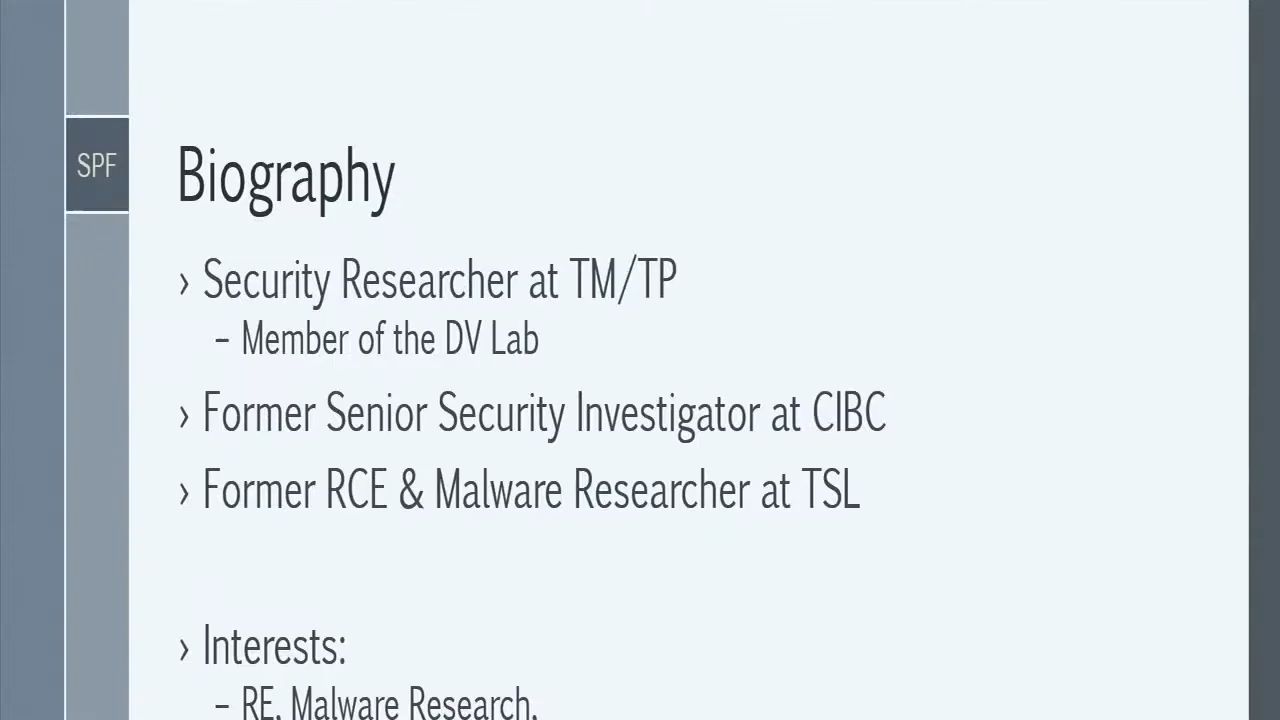 SPF
Biography
› Security Researcher at TM/TP
– Member of the DV Lab
› Former Senior Security Investigator at CIBC
› Former RCE & Malware Researcher at TSL
› Interests:
– RE, Malware Research,